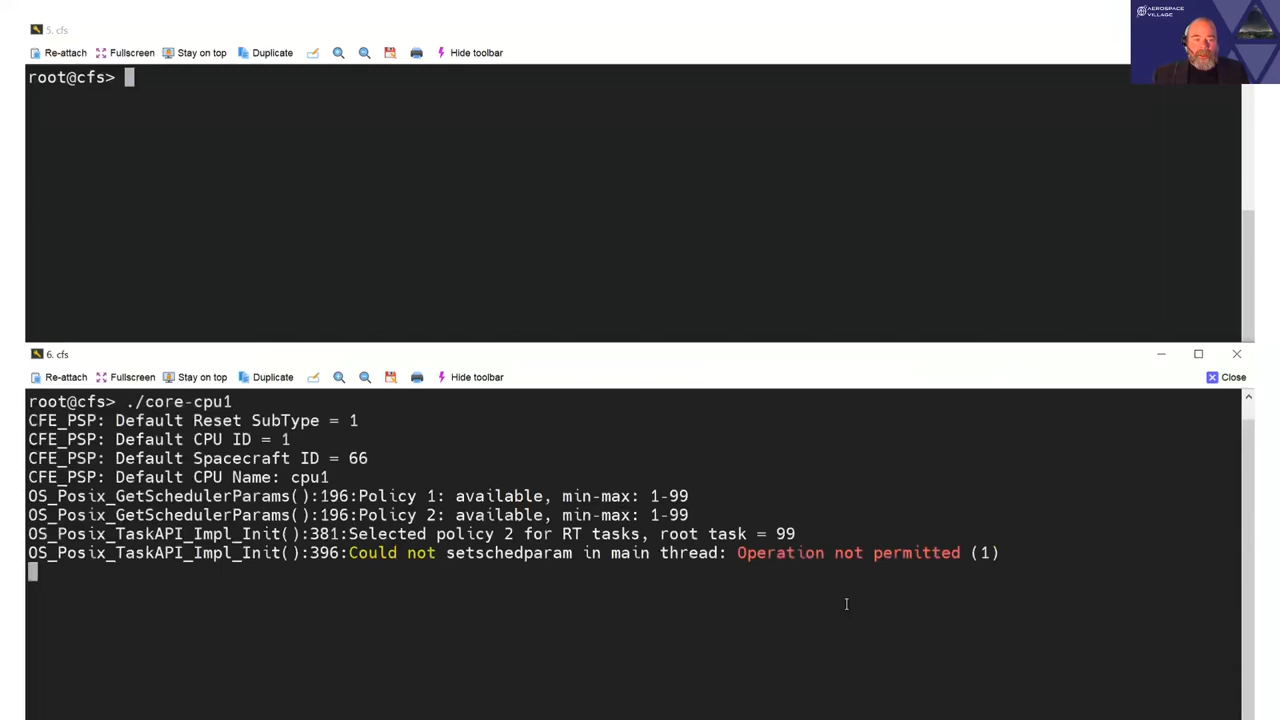 5. cfs
Re-attach Fullscreen Stay on top Duplicate Hide toolbar
AEROSPACE
VILLAGE
root@cfs>
6. cfs
Re-attach Fullscreen Stay on top Duplicate Hide toolbar Close
root@cfs> ./core-cpu1
CFE_PSP: Default Reset SubType = 1
CFE_PSP: Default CPU ID = 1
CFE_PSP: Default Spacecraft ID = 66
CFE_PSP: Default CPU Name: cpu1
OS_Posix_GetSchedulerParams():196:Policy 1: available, min-max: 1-99
OS_Posix_GetSchedulerParams():196:Policy 2: available, min-max: 1-99
OS_Posix_TaskAPI_Impl_Init():381:Selected policy 2 for RT tasks, root task = 99
OS_Posix_TaskAPI_Impl_Init():396:Could not setschedparam in main thread: Operation not permitted (1)